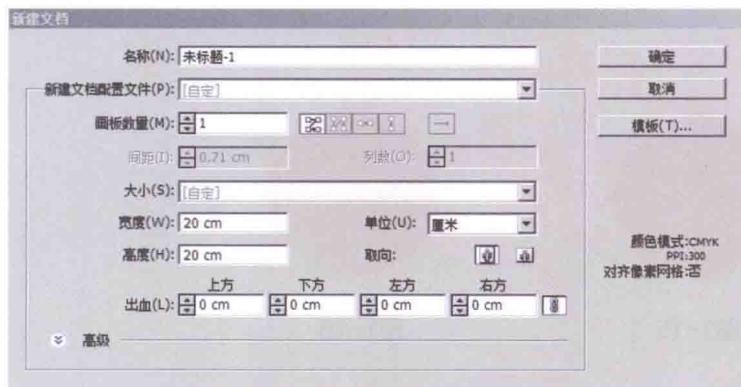 新建文档
名称(N): 未标题-1
确定
新建文档配置文件(P): [自定]
取消
画板数量(M): 1
模板(T)...
间距(I): 0.71 cm 列数(O): 1
大小(S): [自定]
宽度(W): 20 cm 单位(U): 厘米
高度(H): 20 cm 取向:
颜色模式:CMYK
PPI:300
对齐像素网格:否
上方 下方 左方 右方
出血(L): 0 cm 0 cm 0 cm 0 cm
高级